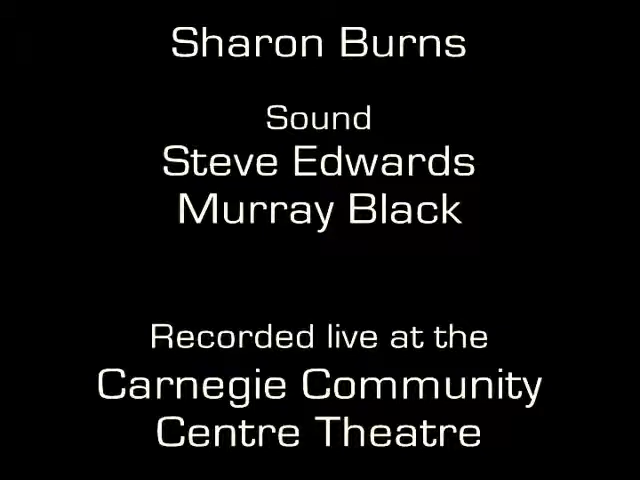 Sharon Burns
Sound
Steve Edwards
Murray Black
Recorded live at the
Carnegie Community
Centre Theatre